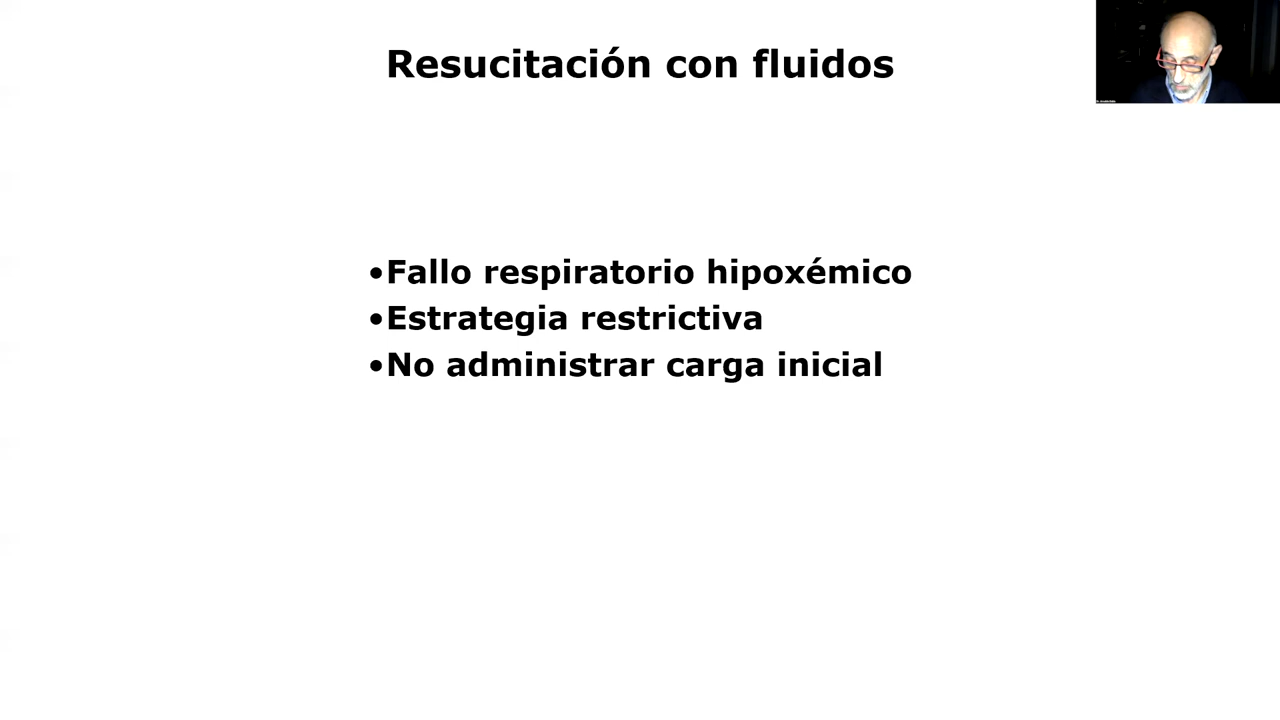 Resucitación con fluidos
•Fallo respiratorio hipoxémico
•Estrategia restrictiva
•No administrar carga inicial